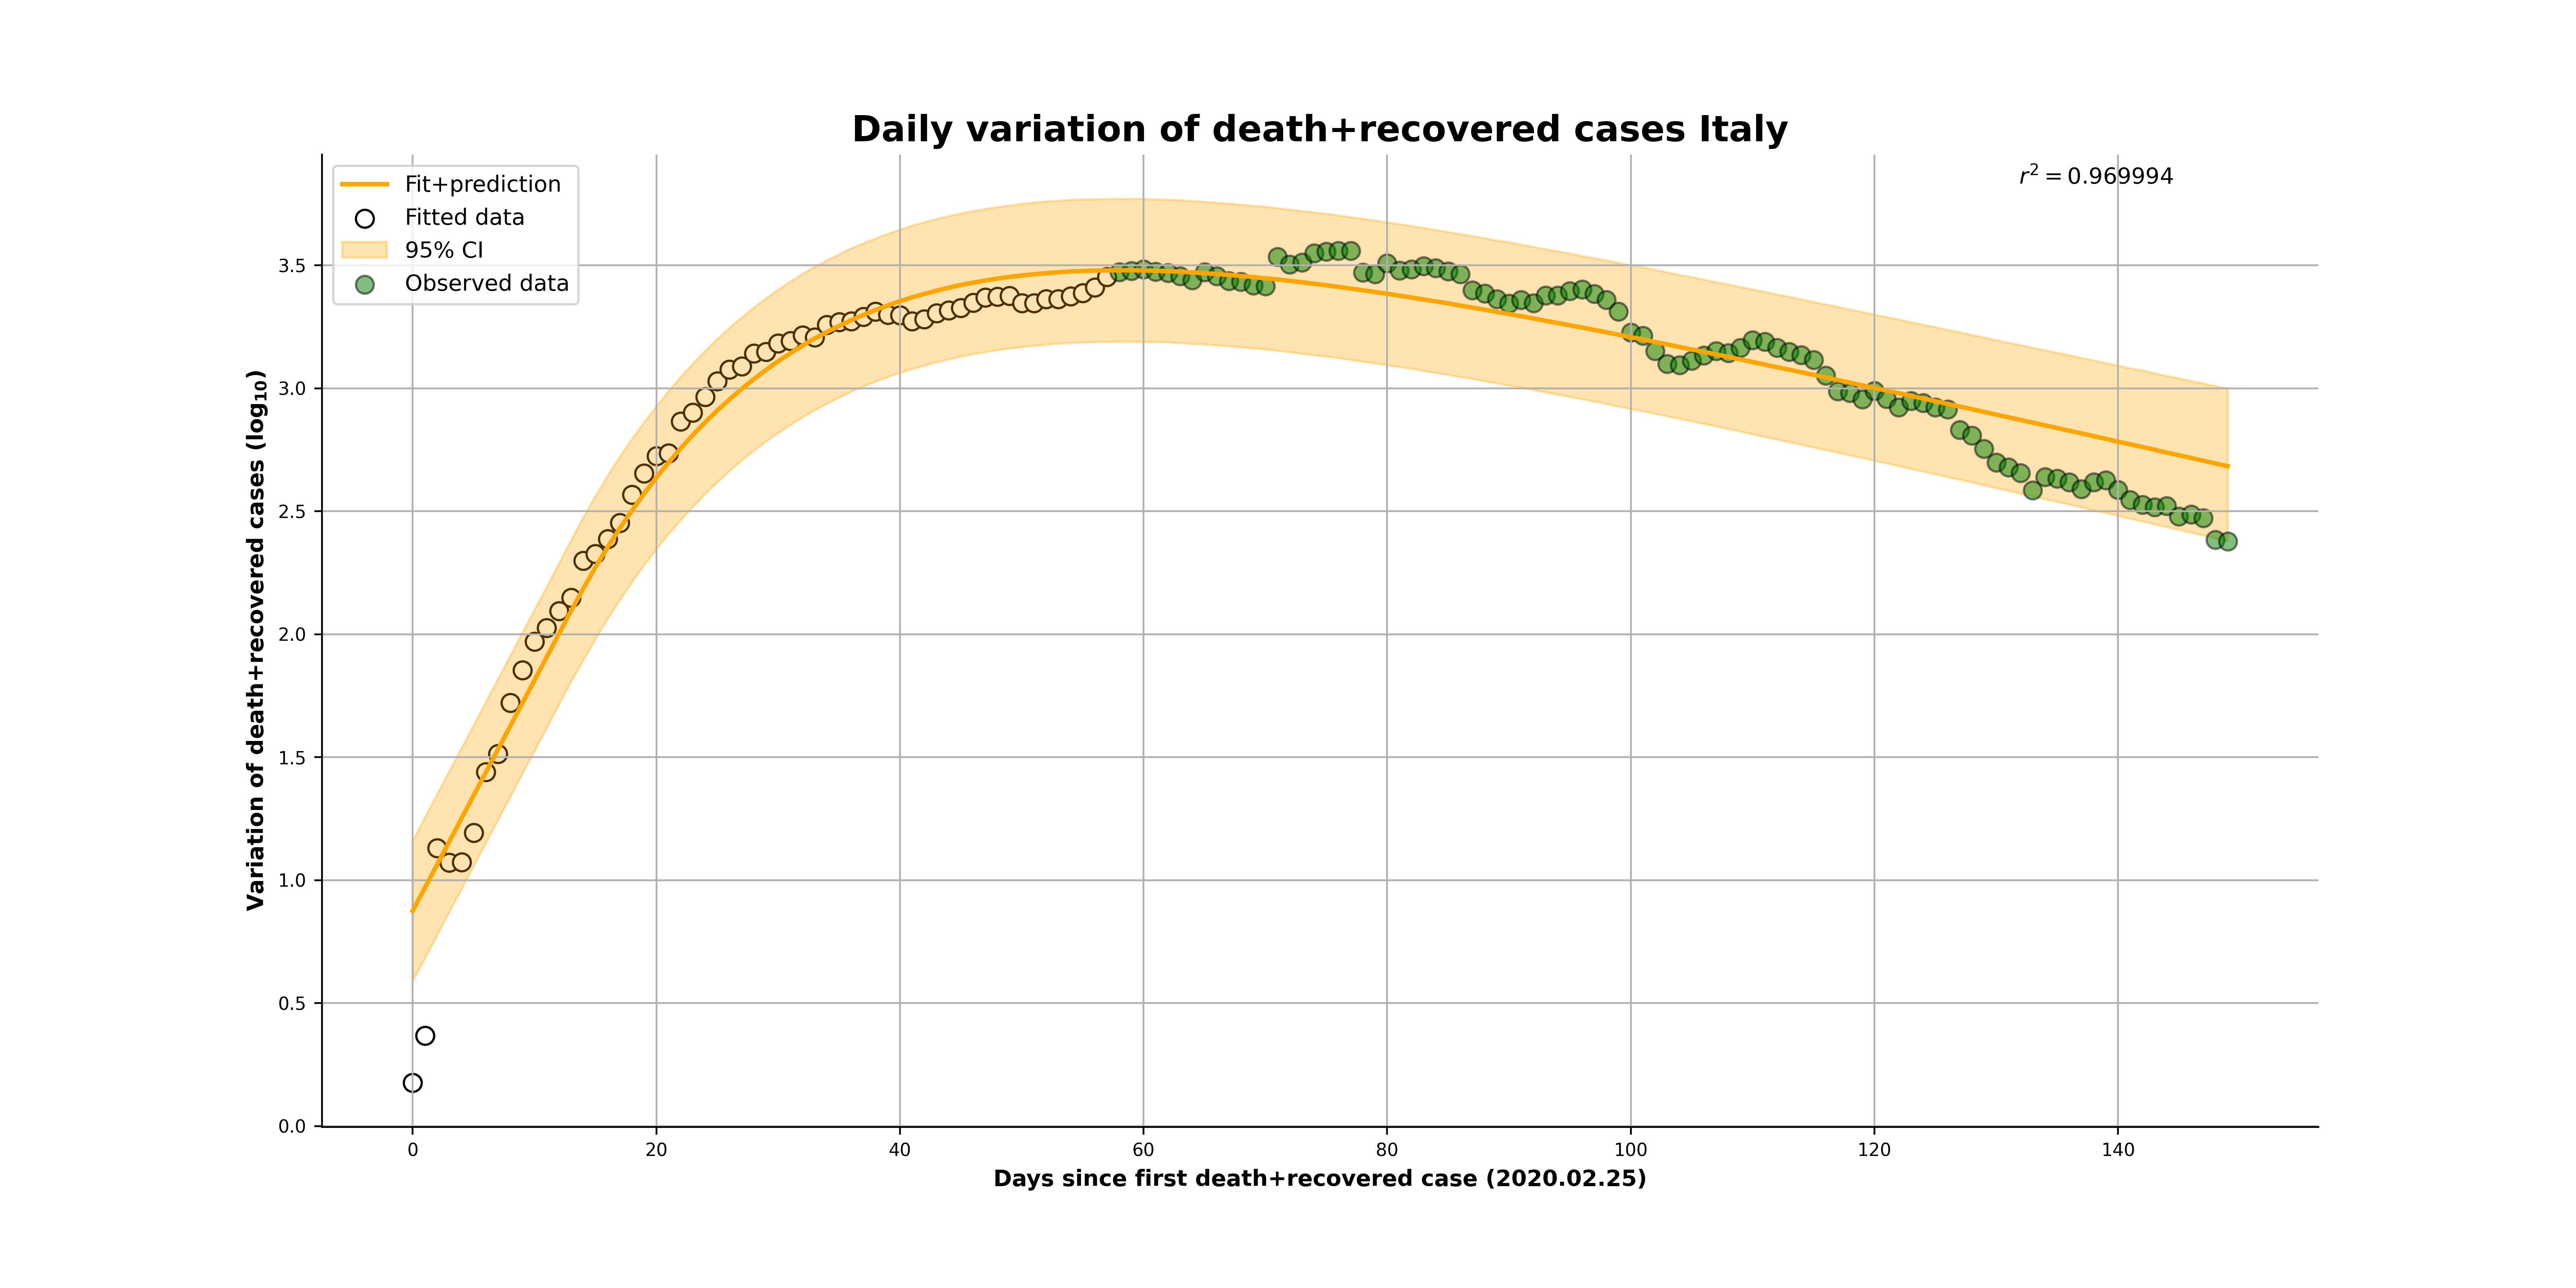 Daily variation of death+recovered cases Italy
Fit+prediction
Fitted data
95% CI
Observed data
r² = 0.969994
Variation of death+recovered cases (log₁₀)
3.5
3.0
2.5
2.0
1.5
1.0
0.5
0.0
0 20 40 60 80 100 120 140
Days since first death+recovered case (2020.02.25)